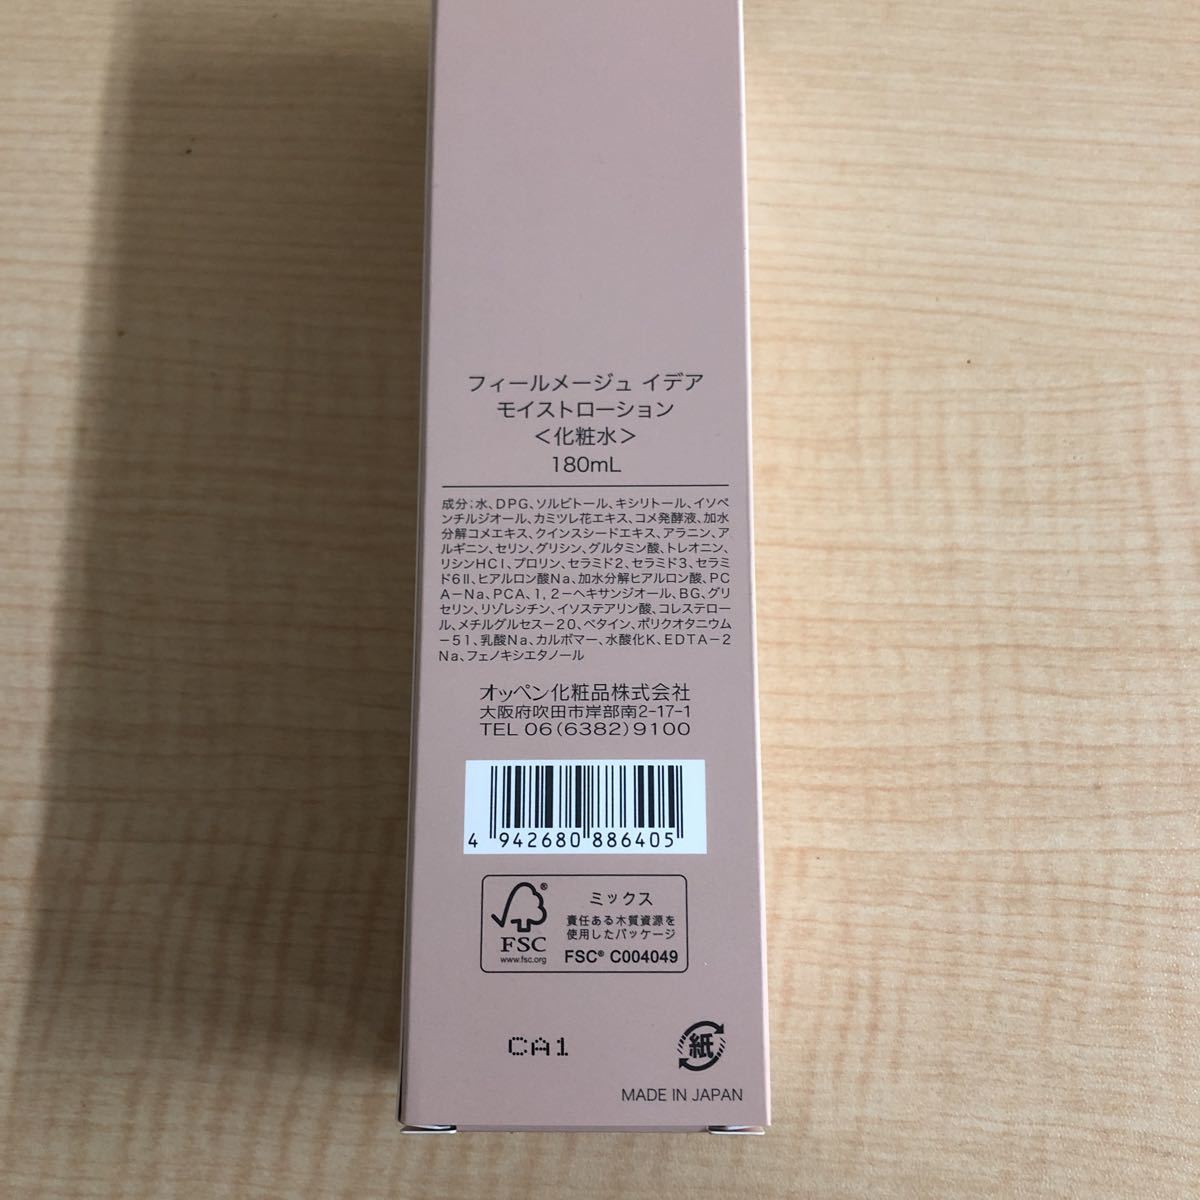 フィールメージュ イデア
モイストローション
＜化粧水＞
180mL
成分：水、DPG、ソルビトール、キシリトール、イソペ
ンチルジオール、カミツレ花エキス、コメ発酵液、加水
分解コメエキス、クインスシードエキス、アラニン、ア
ルギニン、セリン、グリシン、グルタミン酸、トレオニン、
リシンHCl、プロリン、セラミド2、セラミド3、セラミ
ド6Ⅱ、ヒアルロン酸Na、加水分解ヒアルロン酸、PC
A−Na、PCA、1，2−ヘキサンジオール、BG、グリ
セリン、リゾレシチン、イソステアリン酸、コレステロー
ル、メチルグルセス−20、ベタイン、ポリクオタニウム
−51、乳酸Na、カルボマー、水酸化K、EDTA−2
Na、フェノキシエタノール
オッペン化粧品株式会社
大阪府吹田市岸部南2-17-1
TEL 06(6382)9100
4 942680 886405
ミックス
責任ある木質資源を
使用したパッケージ
FSC® C004049
®
FSC
www.fsc.org
CA1
紙
MADE IN JAPAN